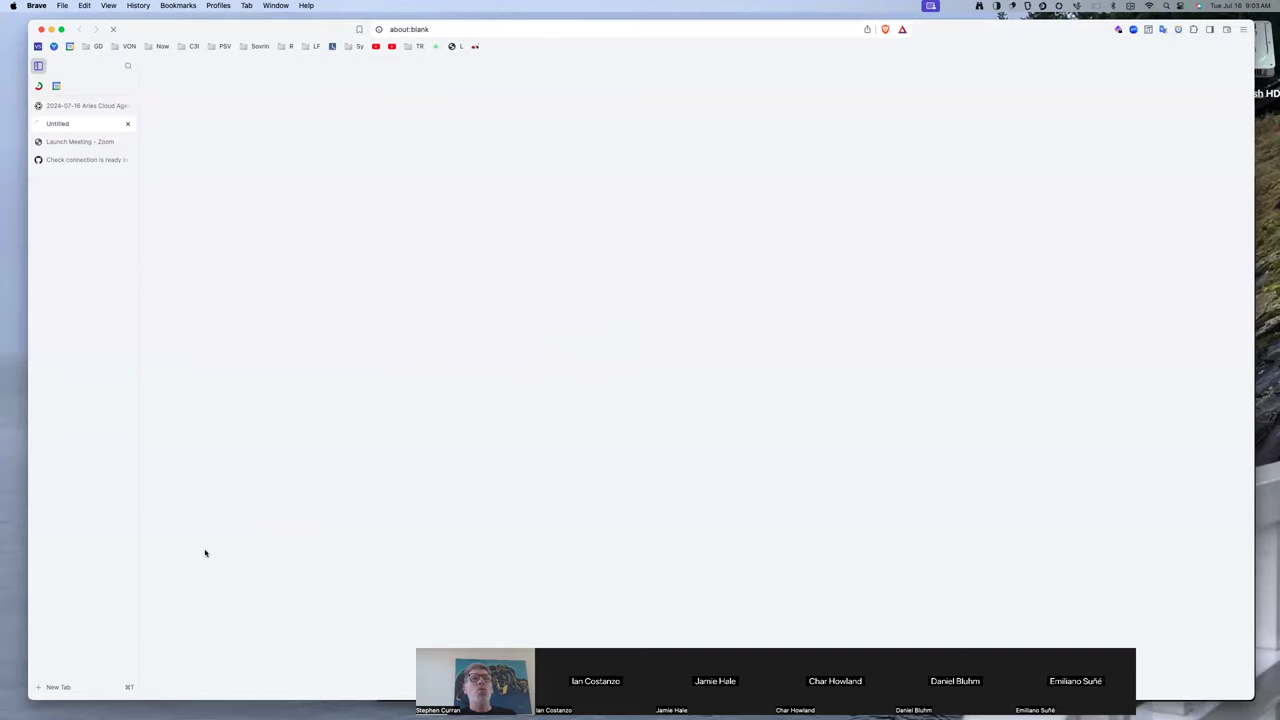 Brave File Edit View History Bookmarks Profiles Tab Window Help
Tue Jul 16 9:03 AM
about:blank
GD VON Now C3I PSV Sovrin R LF Sy TR L
sh HD
2024-07-16 Aries Cloud Age
Untitled
Launch Meeting - Zoom
Check connection is ready in
New Tab ⌘T
Ian Costanzo Jamie Hale Char Howland Daniel Bluhm Emiliano Suñé
Stephen Curran Ian Costanzo Jamie Hale Char Howland Daniel Bluhm Emiliano Suñé